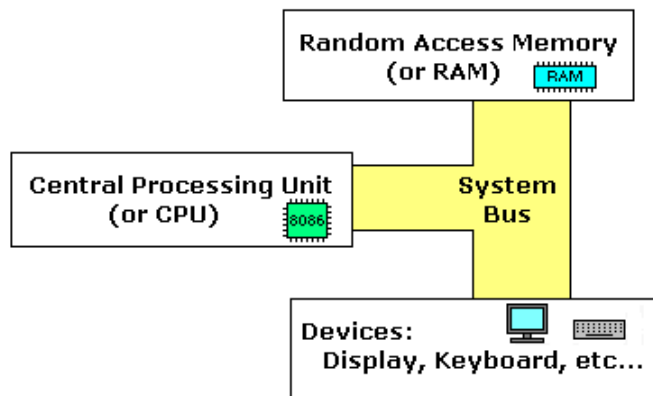 Random Access Memory
(or RAM)
RAM
Central Processing Unit
(or CPU)
8086
System
Bus
Devices:
Display, Keyboard, etc...